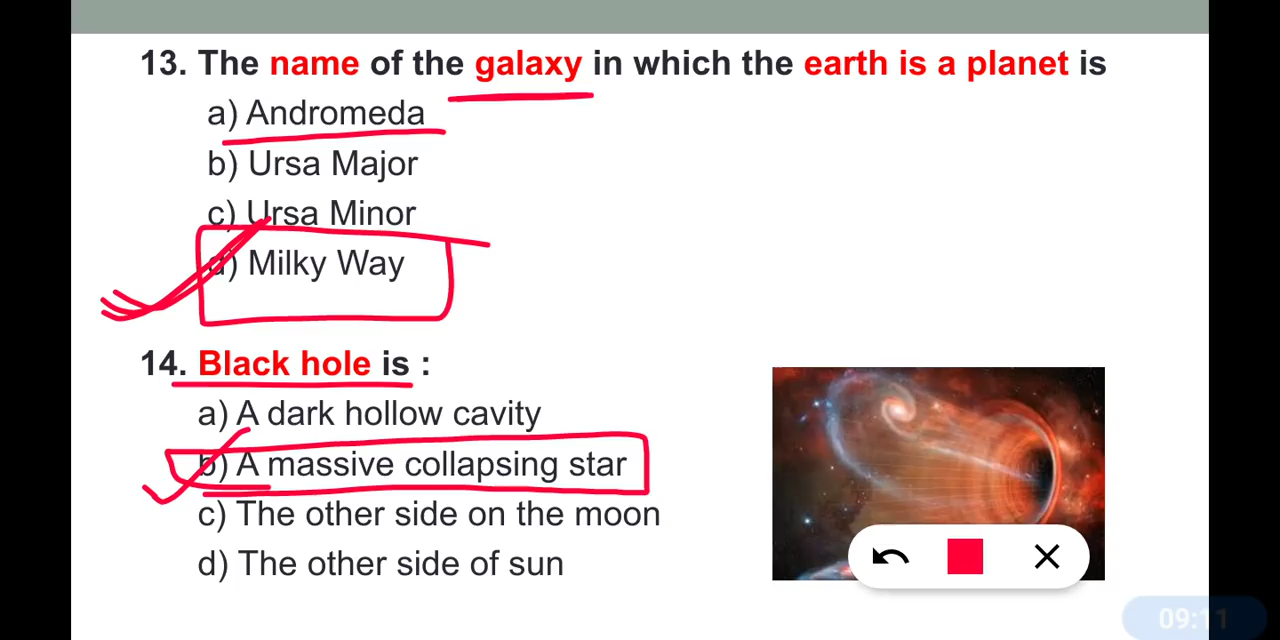 13. The name of the galaxy in which the earth is a planet is
a) Andromeda
b) Ursa Major
c) Ursa Minor
d) Milky Way
14. Black hole is :
a) A dark hollow cavity
b) A massive collapsing star
c) The other side on the moon
d) The other side of sun
09:11